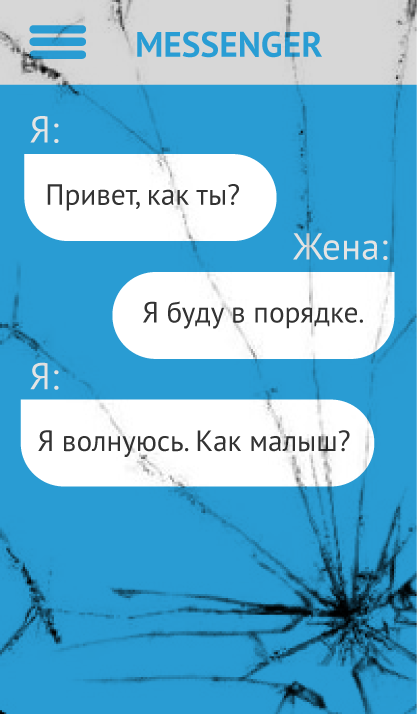 MESSENGER
Я:
Привет, как ты?
Жена:
Я буду в порядке.
Я:
Я волнуюсь. Как малыш?